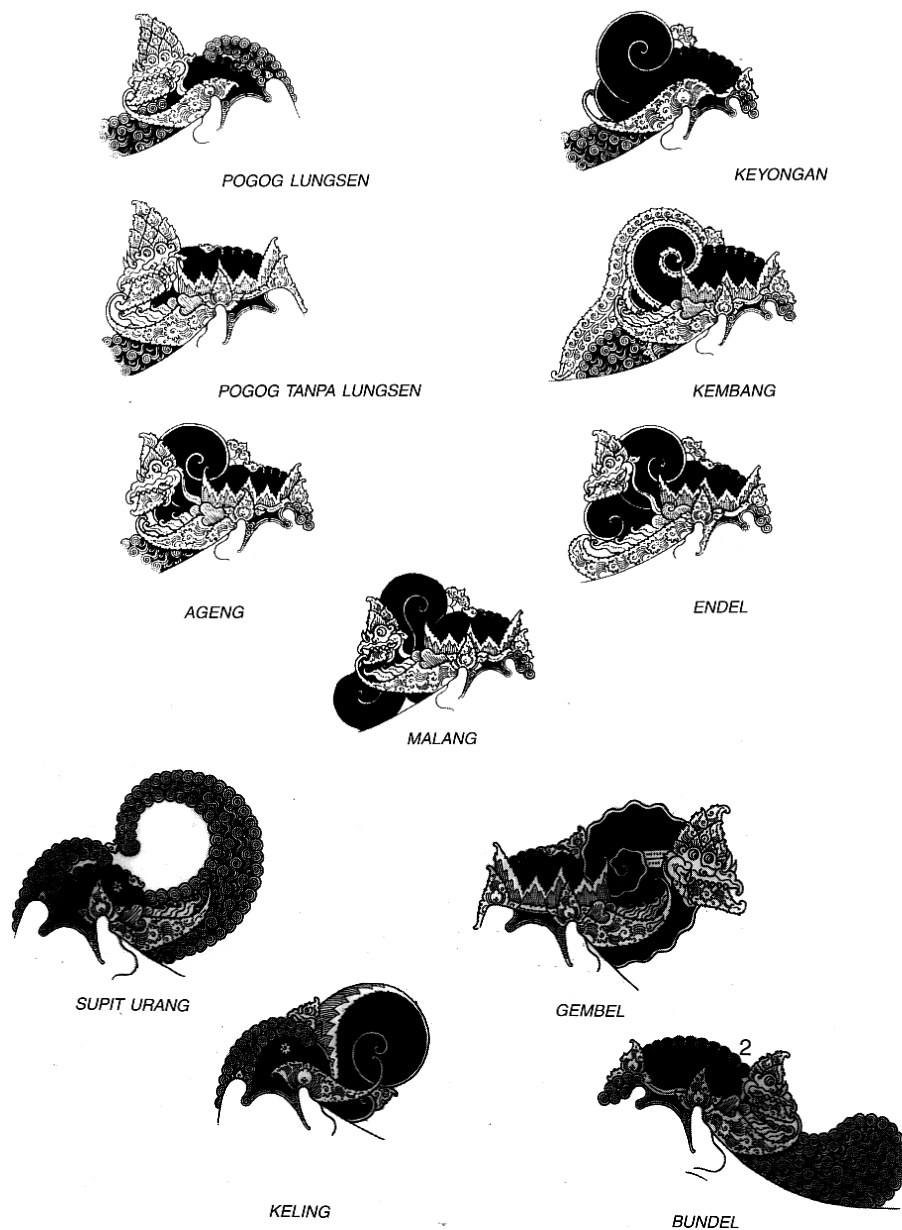 POGOG LUNGSEN
KEYONGAN
POGOG TANPA LUNGSEN
KEMBANG
AGENG
ENDEL
MALANG
SUPIT URANG
GEMBEL
2
KELING
BUNDEL